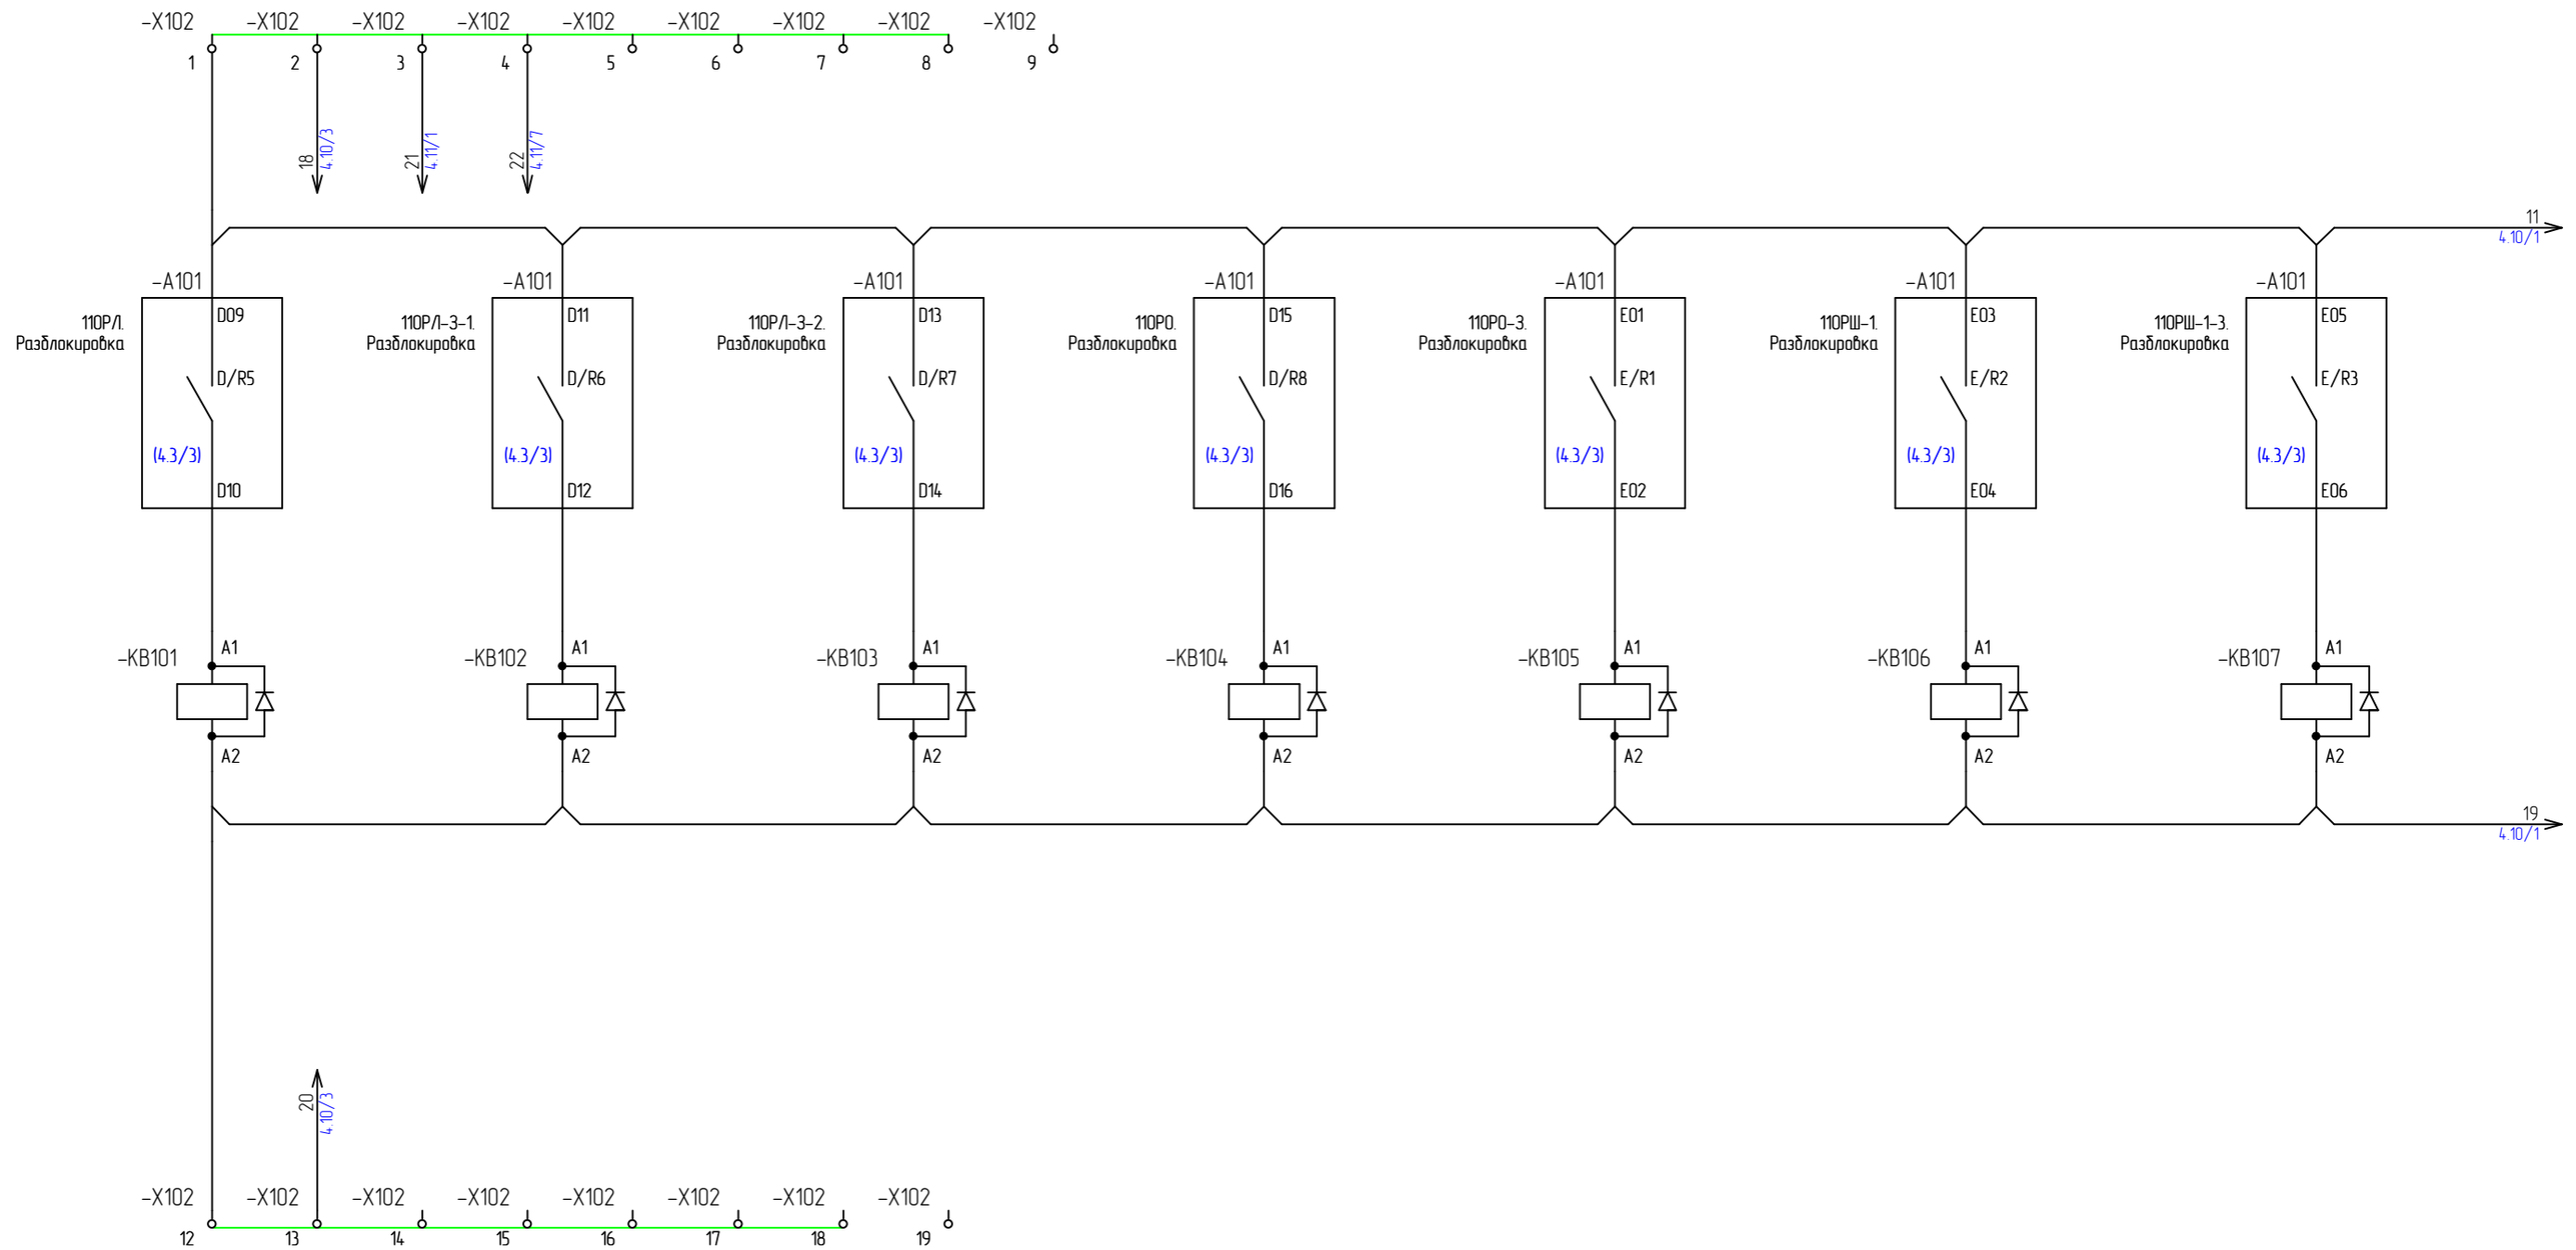 -X102 -X102 -X102 -X102 -X102 -X102 -X102 -X102 -X102
1 2 3 4 5 6 7 8 9
18
4.10/3
21
4.11/1
22
4.11/7
11
4.10/1
-A101 -A101 -A101 -A101 -A101 -A101 -A101
D09 D11 D13 D15 E01 E03 E05
110РЛ. 110РЛ-3-1. 110РЛ-3-2. 110РО. 110РО-3. 110РШ-1. 110РШ-1-3.
Разблокировка Разблокировка Разблокировка Разблокировка Разблокировка Разблокировка Разблокировка
D/R5 D/R6 D/R7 D/R8 E/R1 E/R2 E/R3
(4.3/3) (4.3/3) (4.3/3) (4.3/3) (4.3/3) (4.3/3) (4.3/3)
D10 D12 D14 D16 E02 E04 E06
A1 A1 A1 A1 A1 A1 A1
-KB101 -KB102 -KB103 -KB104 -KB105 -KB106 -KB107
A2 A2 A2 A2 A2 A2 A2
19
4.10/1
20
4.10/3
-X102 -X102 -X102 -X102 -X102 -X102 -X102 -X102
12 13 14 15 16 17 18 19